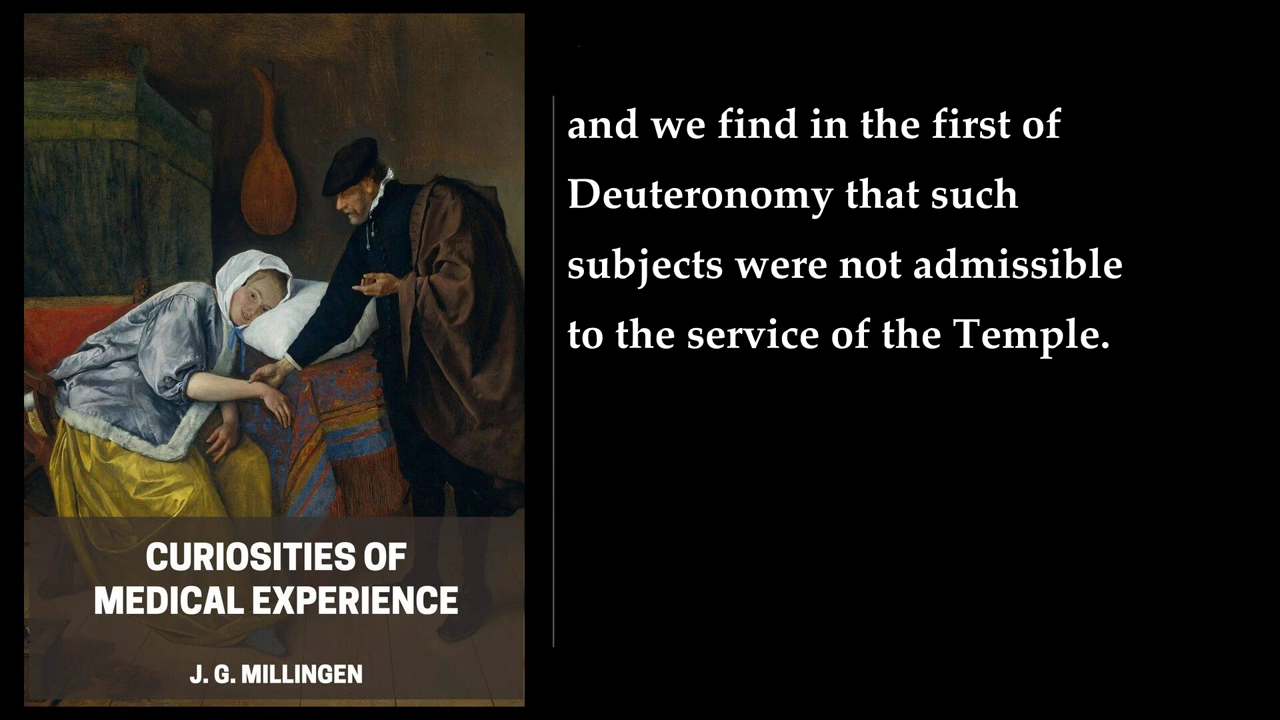 and we find in the first of
Deuteronomy that such
subjects were not admissible
to the service of the Temple.
CURIOSITIES OF
MEDICAL EXPERIENCE
J. G. MILLINGEN